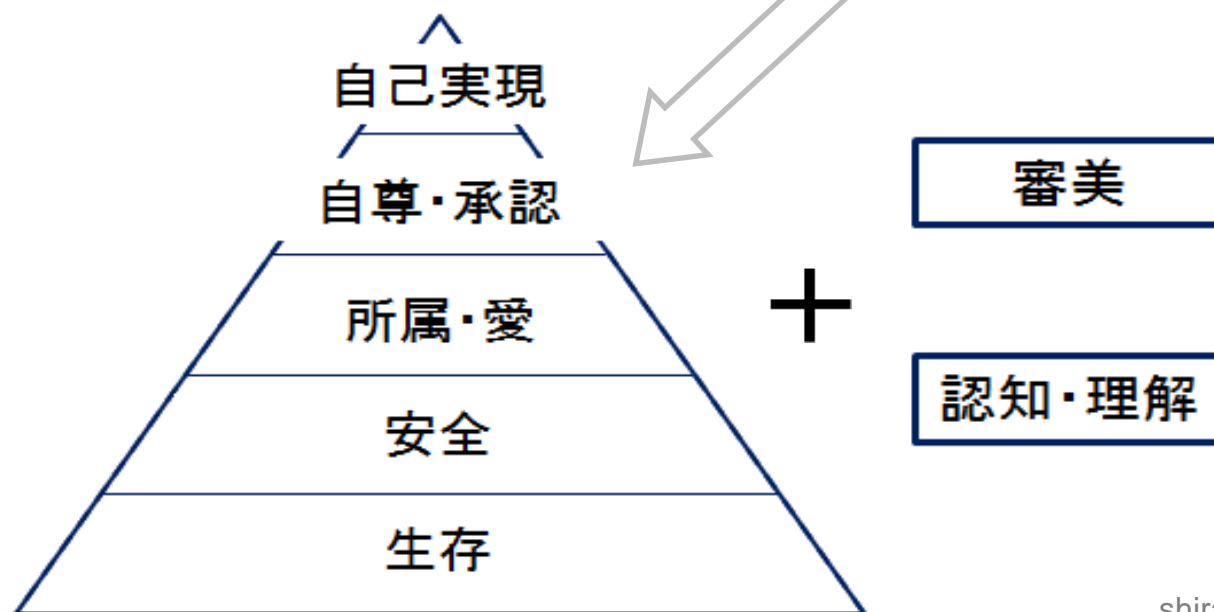 自己実現
自尊・承認
所属・愛
安全
生存
+
審美
認知・理解